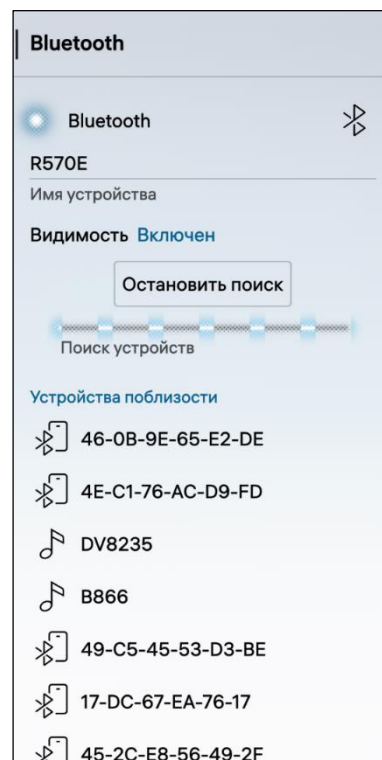 Bluetooth
Bluetooth
R570E
Имя устройства
Видимость Включен
Остановить поиск
Поиск устройств
Устройства поблизости
46-0B-9E-65-E2-DE
4E-C1-76-AC-D9-FD
DV8235
B866
49-C5-45-53-D3-BE
17-DC-67-EA-76-17
45-2C-E8-56-49-2F